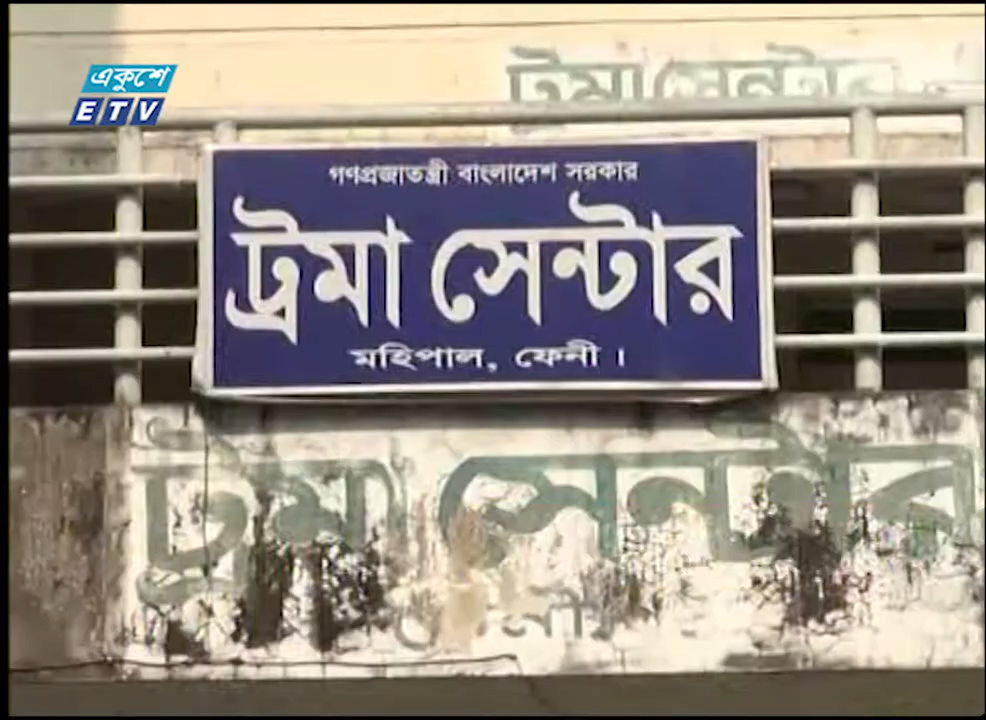 একুশে
ETV
ট্রমা সেন্টার
গণপ্রজাতন্ত্রী বাংলাদেশ সরকার
ট্রমা সেন্টার
মহিপাল, ফেনী।
ট্রমা সেন্টার